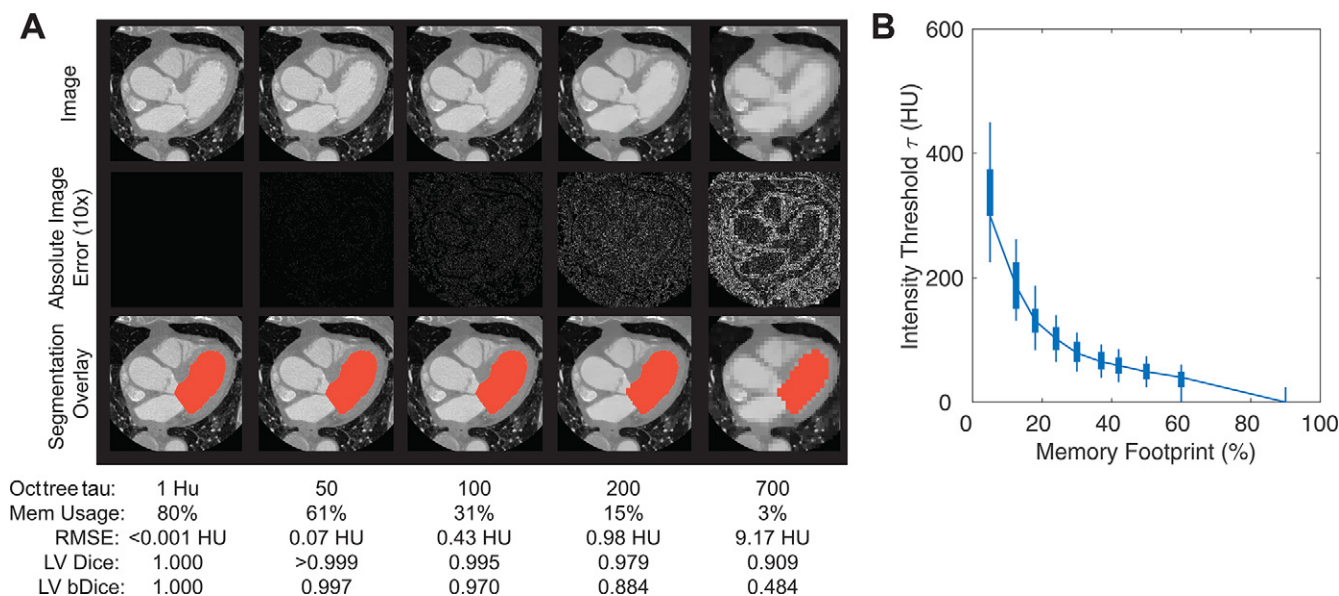 A
Image
Absolute Image
Error (10x)
Segmentation
Overlay
Octtree tau: 1 Hu 50 100 200 700
Mem Usage: 80% 61% 31% 15% 3%
RMSE: <0.001 HU 0.07 HU 0.43 HU 0.98 HU 9.17 HU
LV Dice: 1.000 >0.999 0.995 0.979 0.909
LV bDice: 1.000 0.997 0.970 0.884 0.484
B
Intensity Threshold τ (HU)
600
400
200
0
0 20 40 60 80 100
Memory Footprint (%)